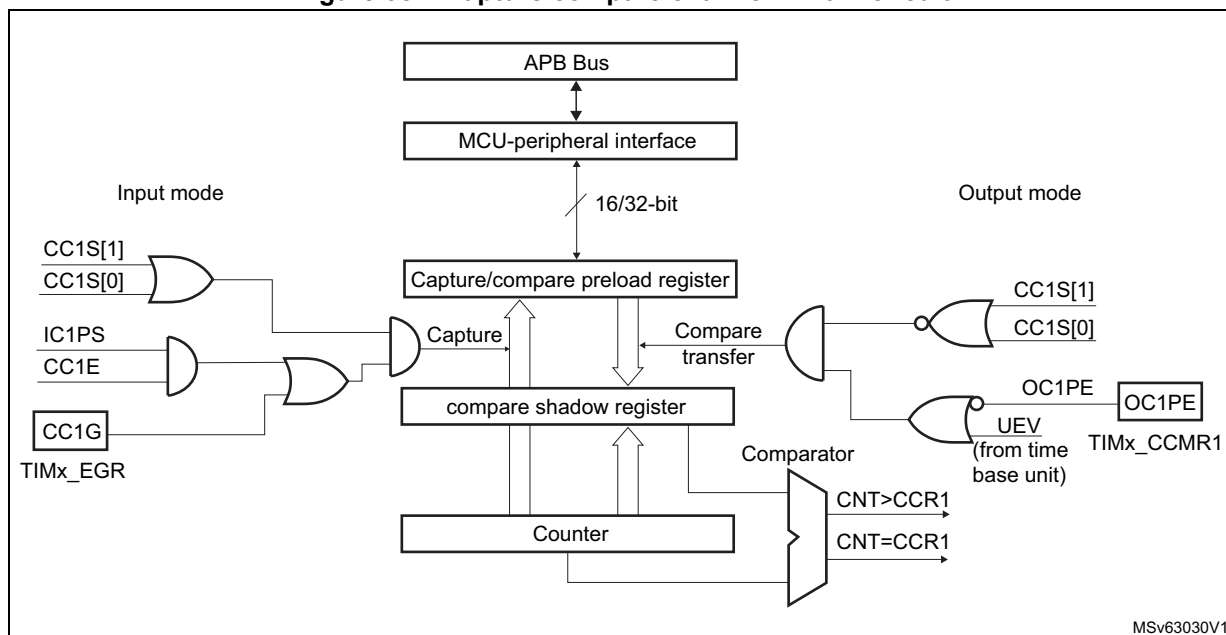 APB Bus
MCU-peripheral interface
Input mode
16/32-bit
Output mode
CC1S[1]
CC1S[0]
Capture/compare preload register
CC1S[1]
CC1S[0]
IC1PS
CC1E
Capture
Compare
transfer
CC1G
TIMx_EGR
compare shadow register
OC1PE
OC1PE
UEV
(from time
base unit)
TIMx_CCMR1
Comparator
CNT>CCR1
Counter
CNT=CCR1
MSv63030V1